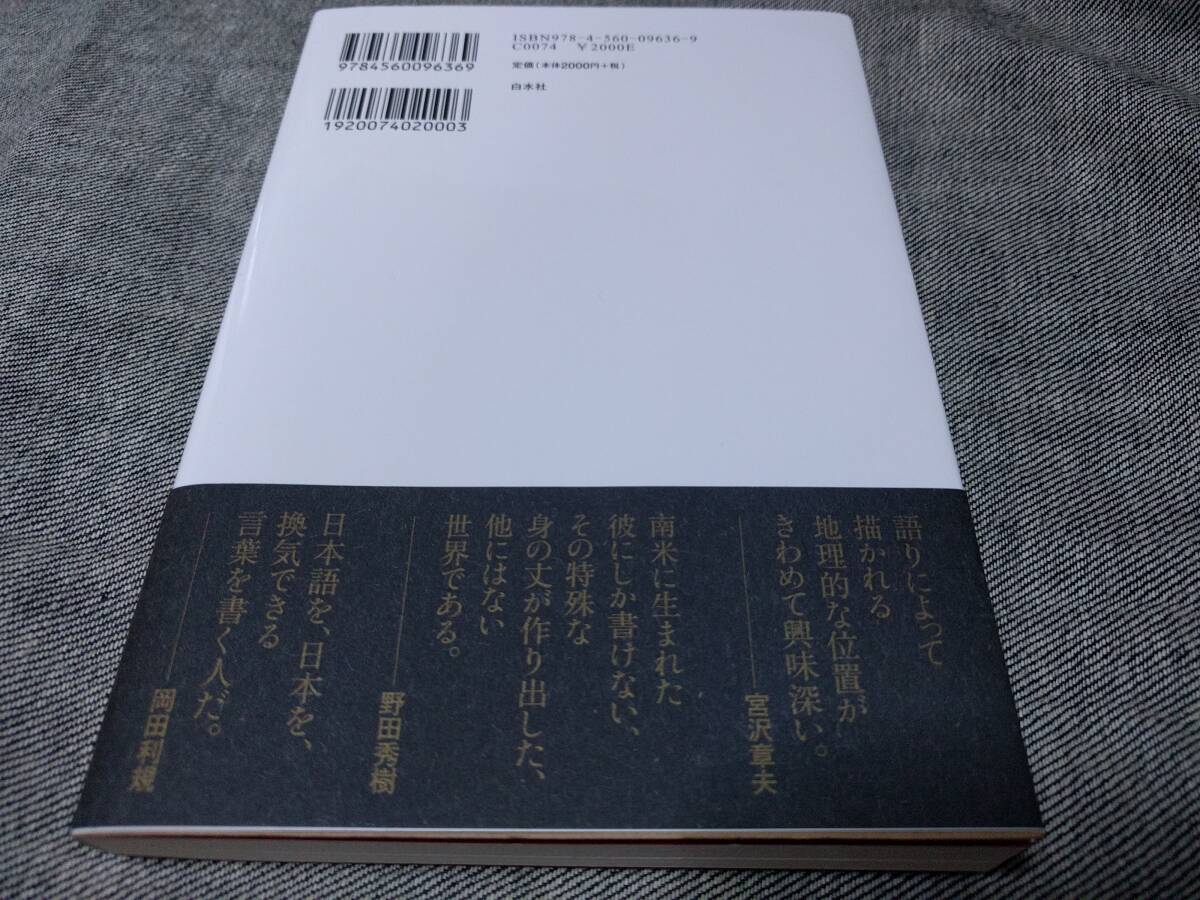 ISBN978-4-560-09636-9
C0074 ¥2000E
定価(本体2000円+税)
白水社
9784560096369
1920074020003
語りによって
描かれる
地理的な位置が
きわめて興味深い。
──宮沢章夫
南米に生まれた
彼にしか書けない、
その特殊な
身の丈が作り出した、
他にはない
世界である。
──野田秀樹
日本語を、日本を、
換気できる
言葉を書く人だ。
──岡田利規